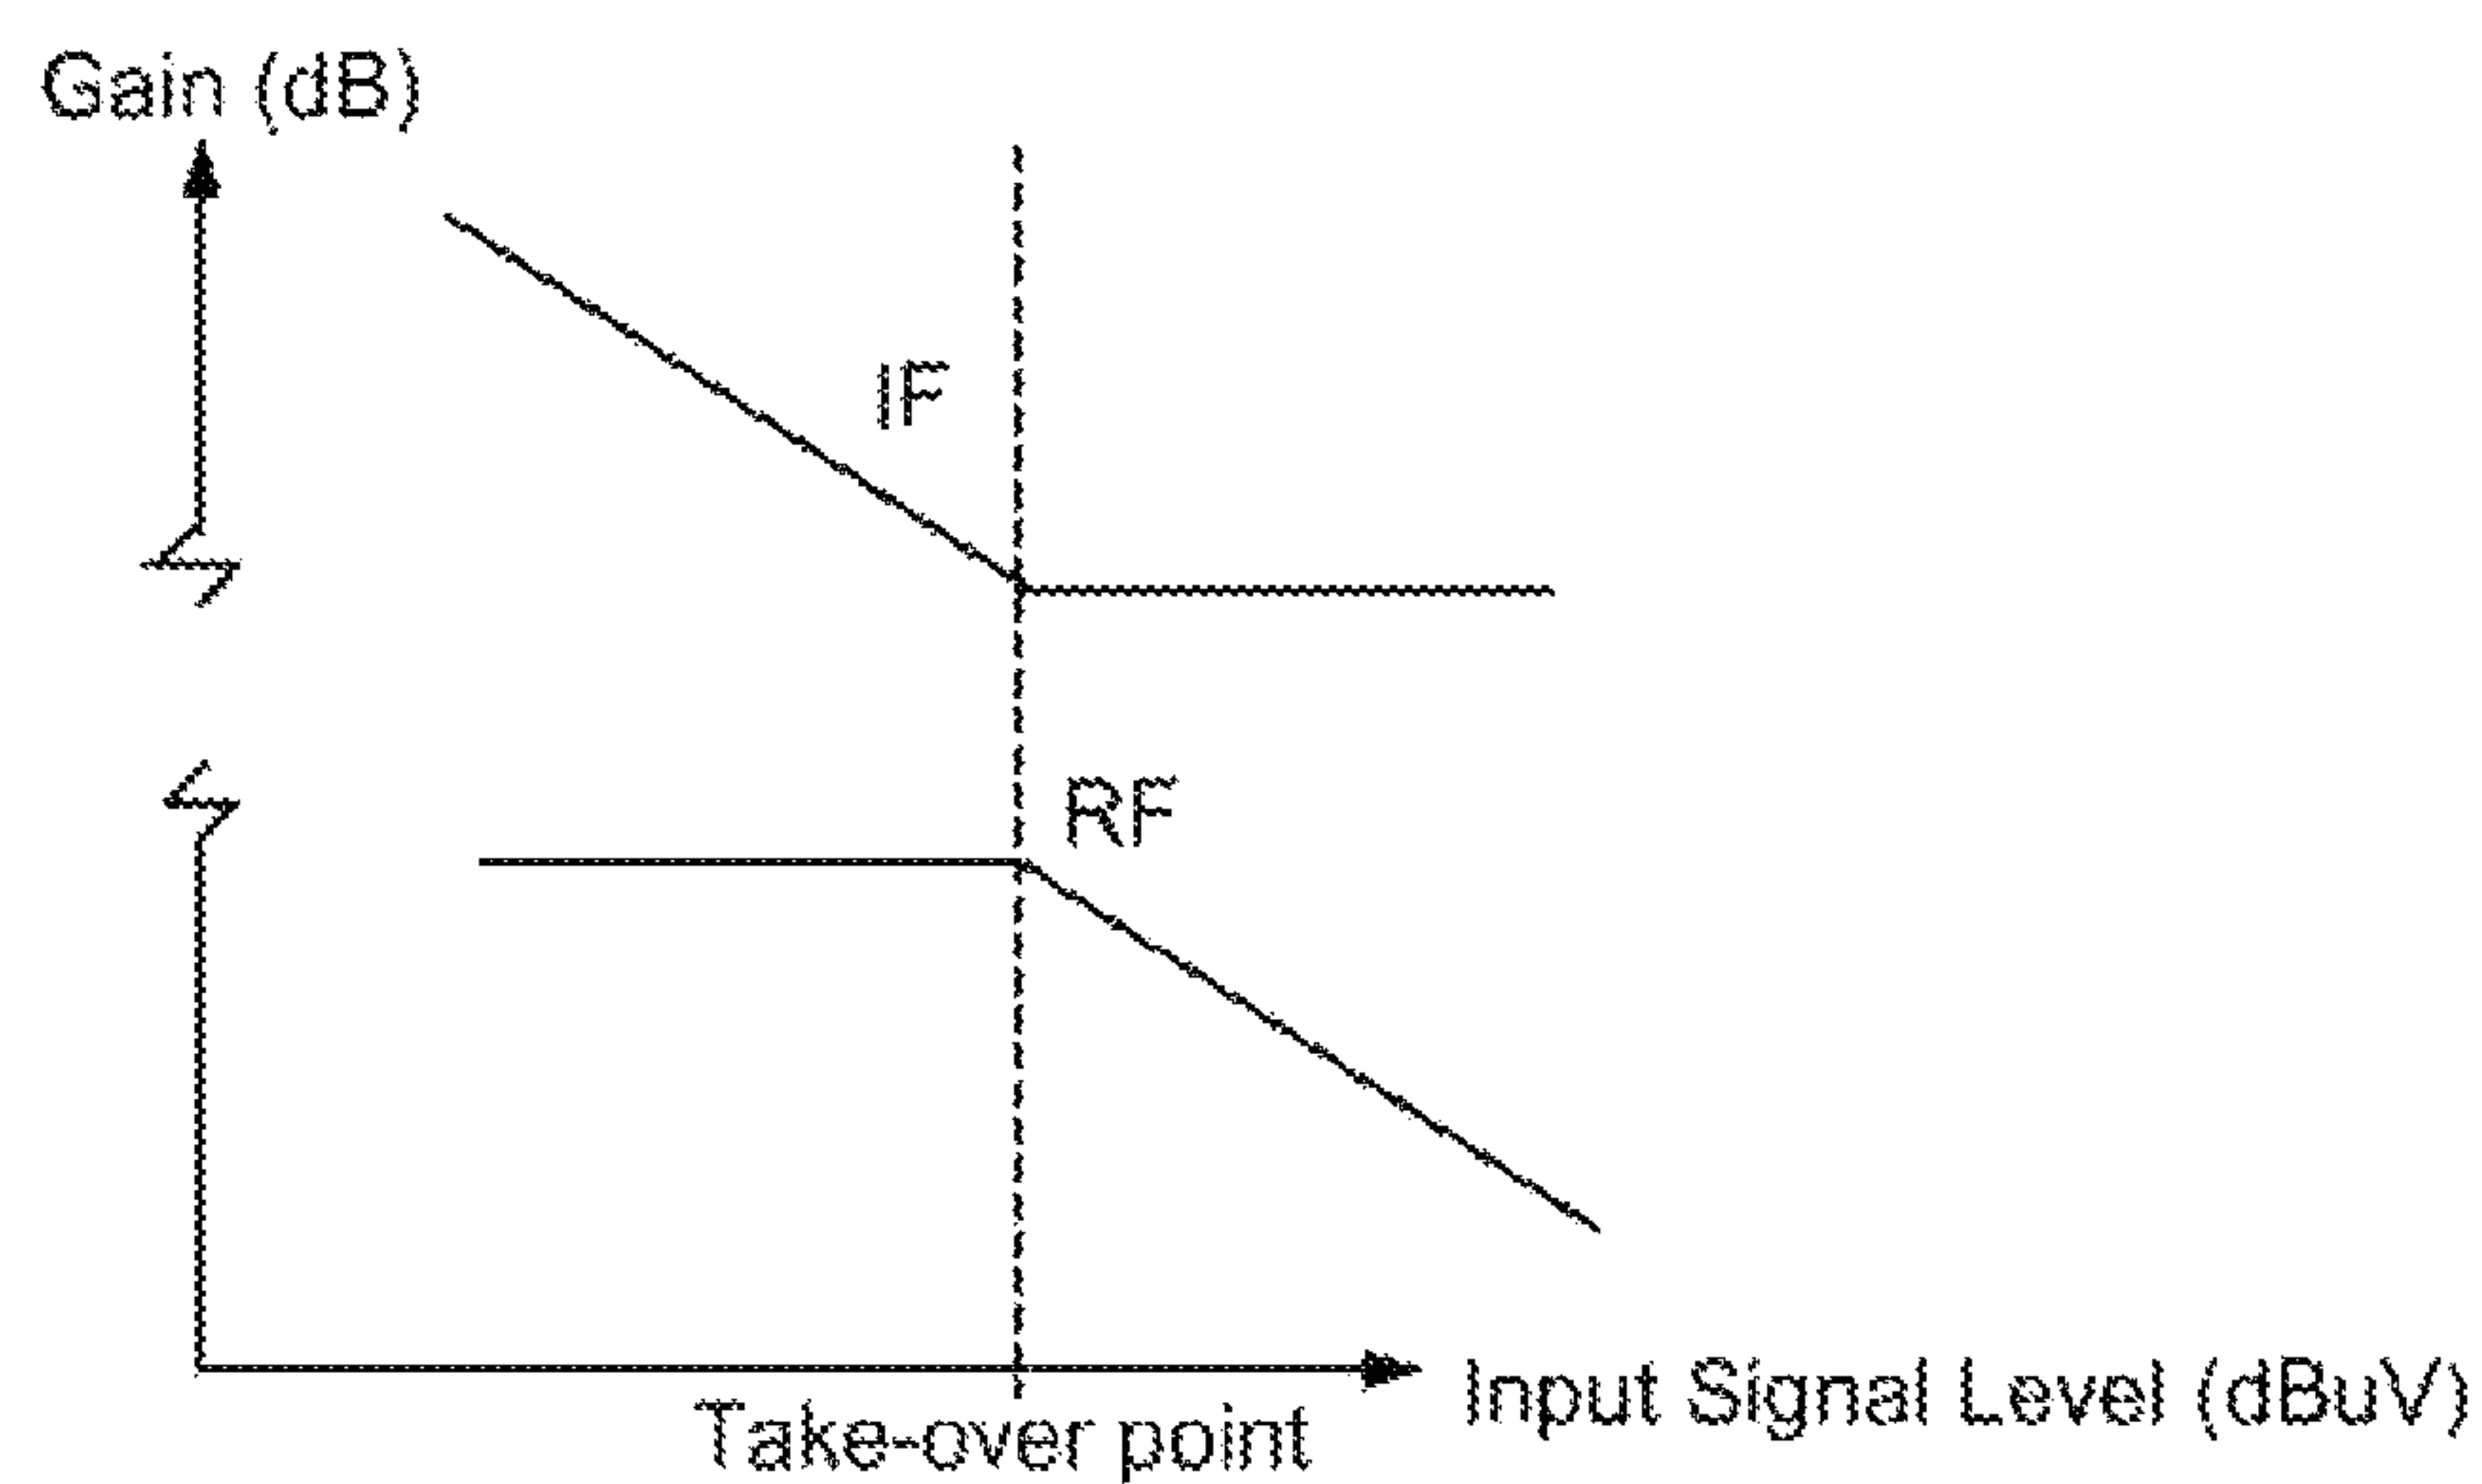 Gain (dB)
IF
RF
Input Signal Level (dBuV)
Take-over point